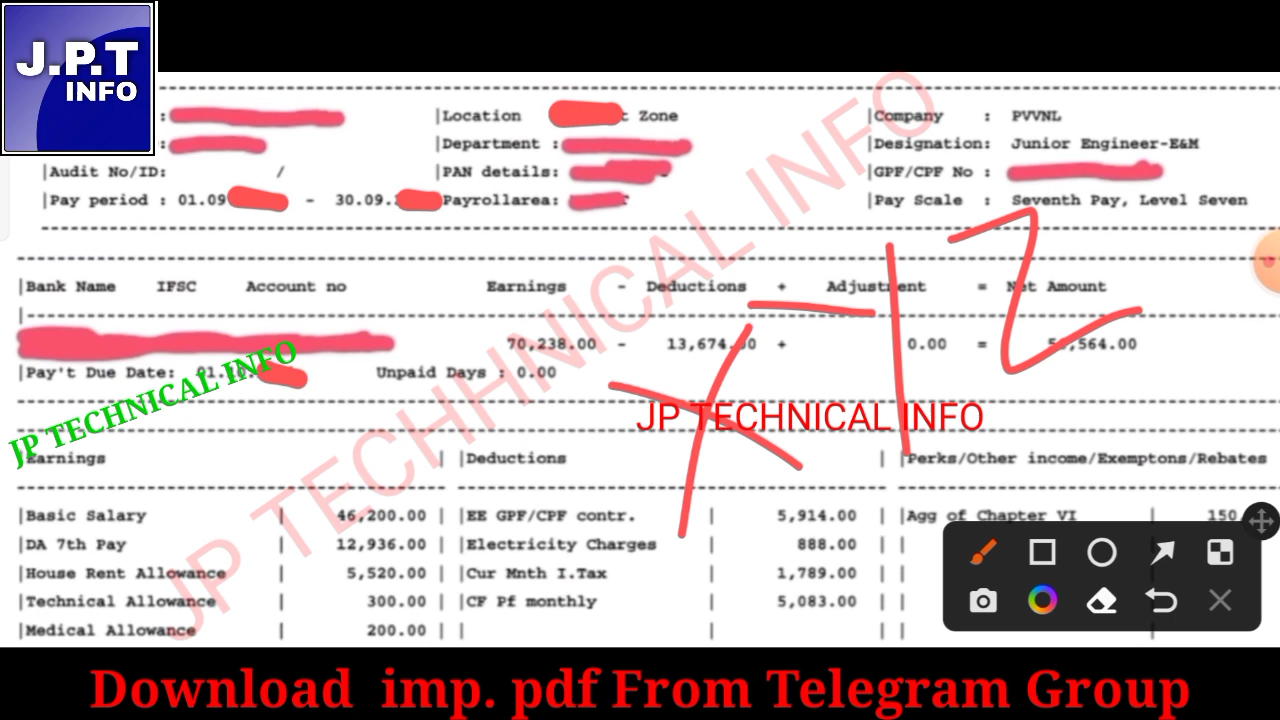 J.P.T
INFO
: |Location t Zone |Company : PVVNL
: |Department : |Designation: Junior Engineer-E&M
|Audit No/ID: / |PAN details: |GPF/CPF No :
|Pay period : 01.09 - 30.09. |Payrollarea: |Pay Scale : Seventh Pay, Level Seven
|Bank Name IFSC Account no Earnings - Deductions + Adjustment = Net Amount
70,238.00 - 13,674.00 + 0.00 = 56,564.00
|Pay't Due Date: 01. Unpaid Days : 0.00
JP TECHNICAL INFO
JP TECHNICAL INFO
JP TECHHNICAL INFO
x-12
|Earnings | |Deductions | |Perks/Other income/Exemptons/Rebates
|Basic Salary | 46,200.00 | |EE GPF/CPF contr. | 5,914.00 | |Agg of Chapter VI | 150
|DA 7th Pay | 12,936.00 | |Electricity Charges | 888.00 | |
|House Rent Allowance | 5,520.00 | |Cur Mnth I.Tax | 1,789.00 | |
|Technical Allowance | 300.00 | |CF Pf monthly | 5,083.00 | |
|Medical Allowance | 200.00 | | | | |
Download imp. pdf From Telegram Group